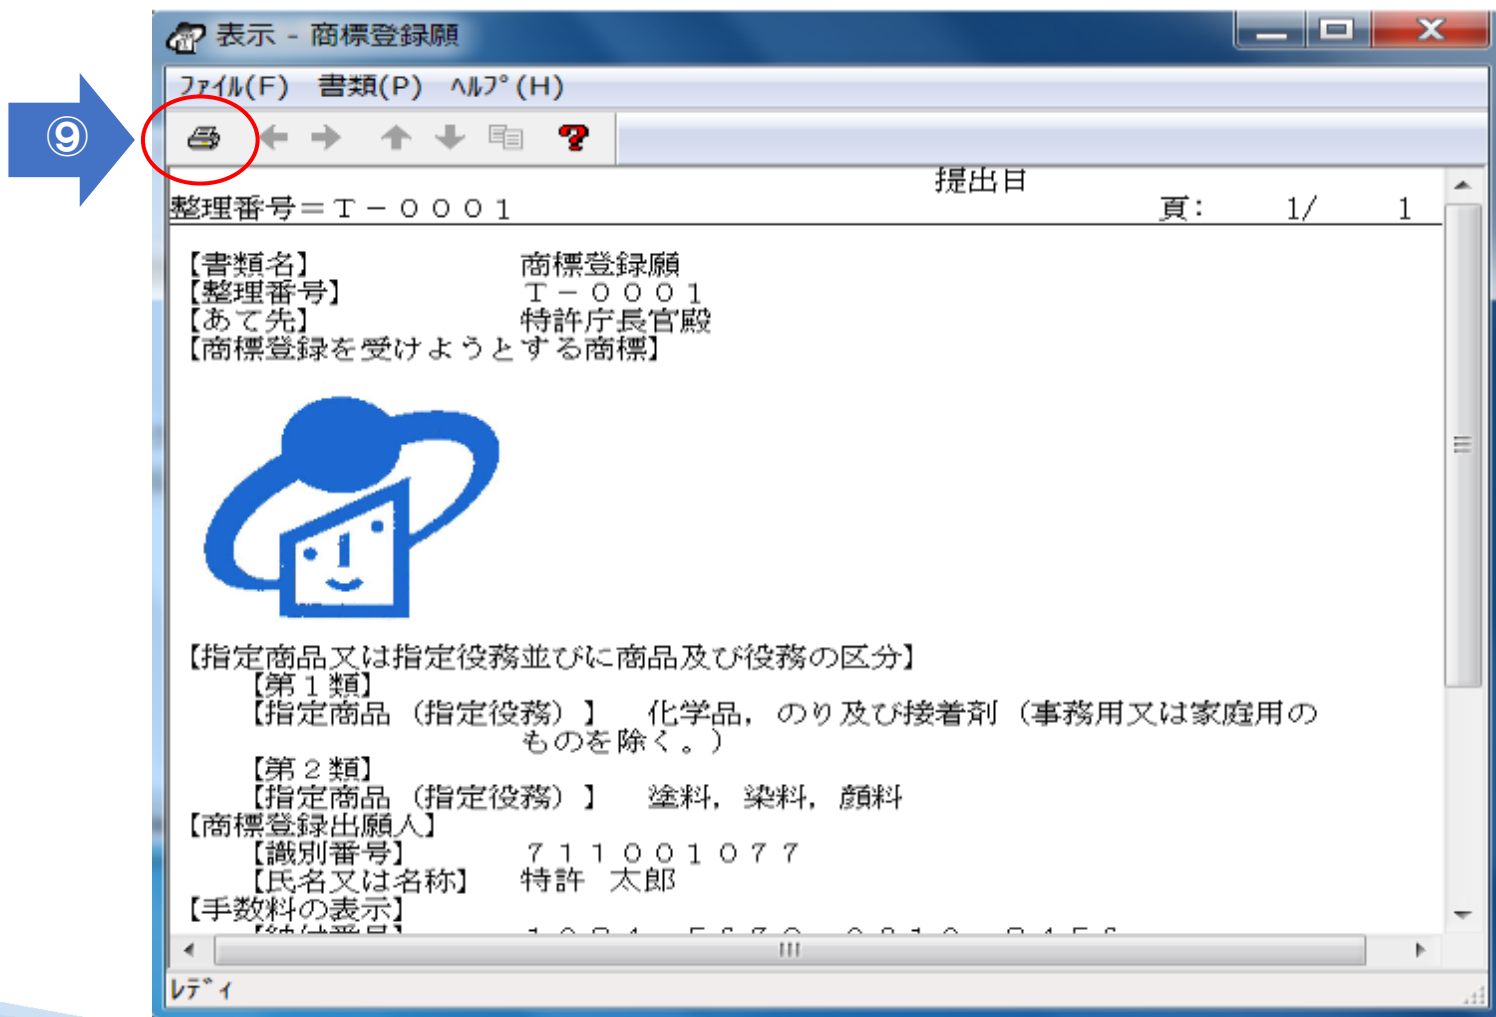 表示 - 商標登録願
ﾌｧｲﾙ(F) 書類(P) ﾍﾙﾌﾟ(H)
⑨
提出日
整理番号＝Ｔ－０００１ 頁: 1/ 1
【書類名】 商標登録願
【整理番号】 Ｔ－０００１
【あて先】 特許庁長官殿
【商標登録を受けようとする商標】
【指定商品又は指定役務並びに商品及び役務の区分】
【第１類】
【指定商品（指定役務）】 化学品，のり及び接着剤（事務用又は家庭用の
ものを除く。）
【第２類】
【指定商品（指定役務）】 塗料，染料，顔料
【商標登録出願人】
【識別番号】 ７１１００１０７７
【氏名又は名称】 特許 太郎
【手数料の表示】
ﾚﾃﾞｨ